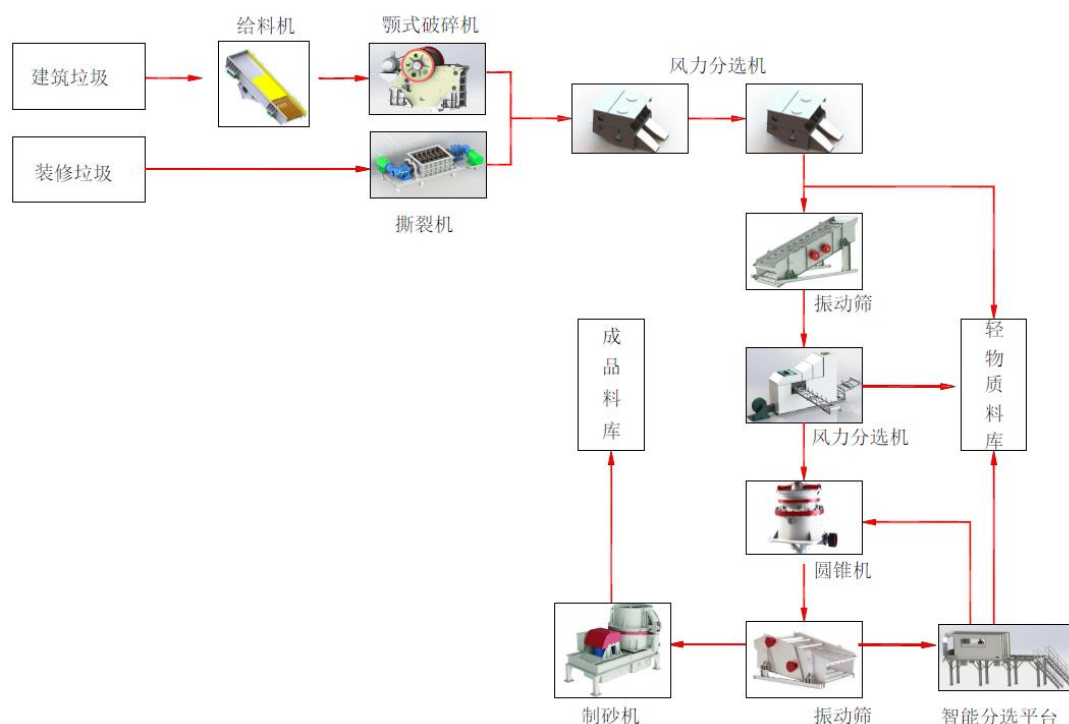 给料机
颚式破碎机
建筑垃圾
风力分选机
装修垃圾
撕裂机
振动筛
成品料库
轻物质料库
风力分选机
圆锥机
制砂机
振动筛
智能分选平台